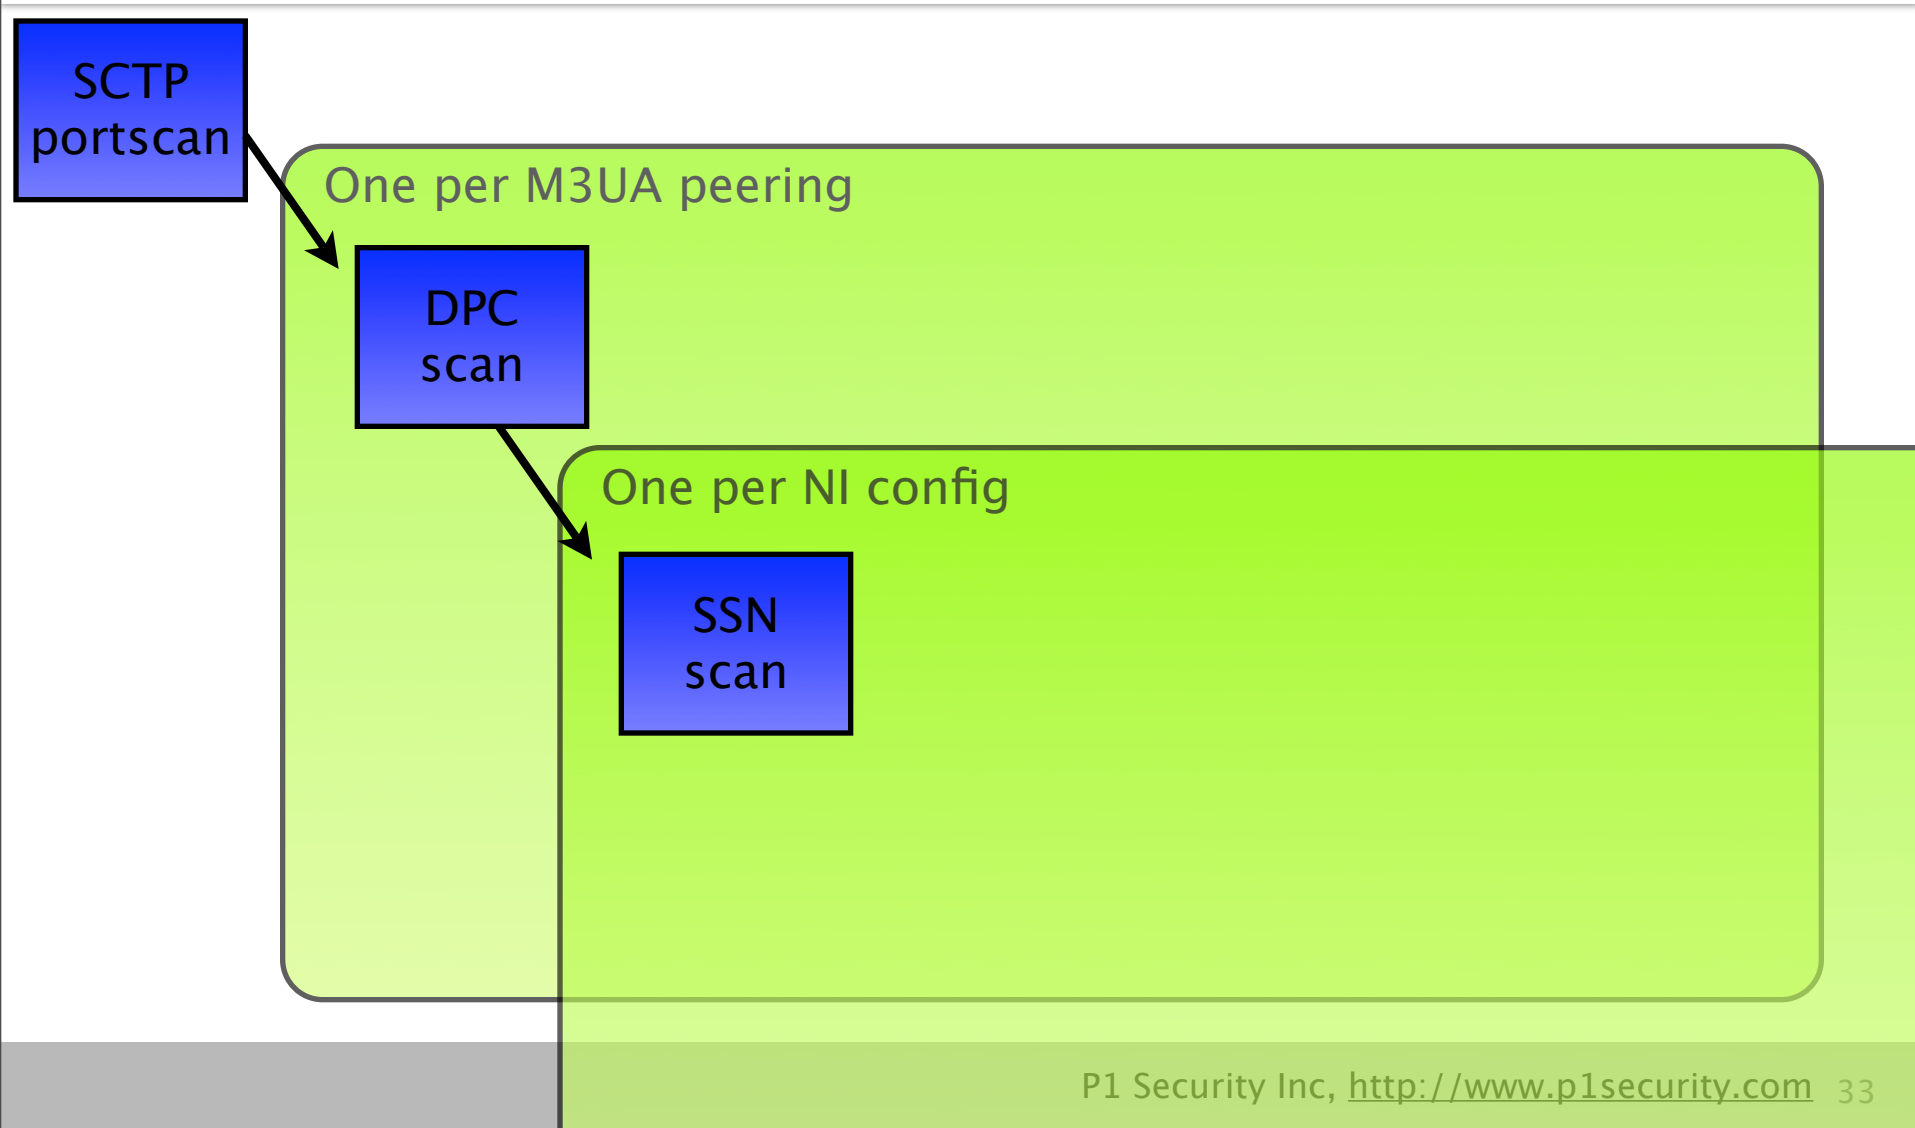 SCTP
portscan
One per M3UA peering
DPC
scan
One per NI config
SSN
scan
P1 Security Inc, http://www.p1security.com 33